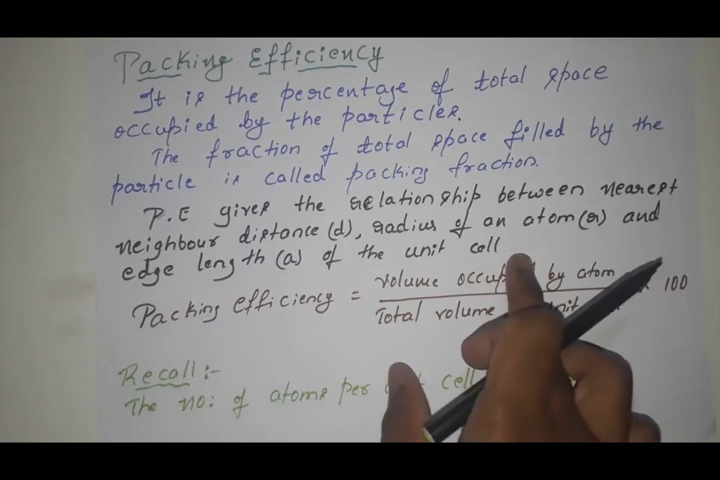 Packing Efficiency
It is the percentage of total space
occupied by the particles.
The fraction of total space filled by the
particle is called packing fraction.
P.E gives the relationship between nearest
neighbour distance (d), radius of an atom (r) and
edge length (a) of the unit cell
Packing efficiency = volume occupied by atom
Total volume × 100
Recall:-
The no: of atoms per cell